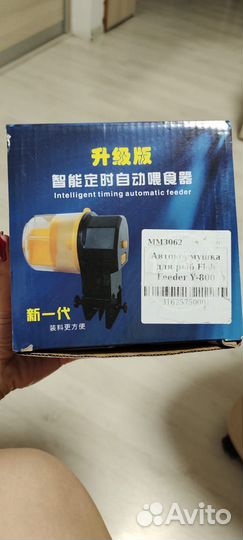 升级版
智能定时自动喂食器
Intelligent timing automatic feeder
MM3062
Автокормушка
для рыб Fish
Feeder Y-800
新一代
装料更方便
Avito